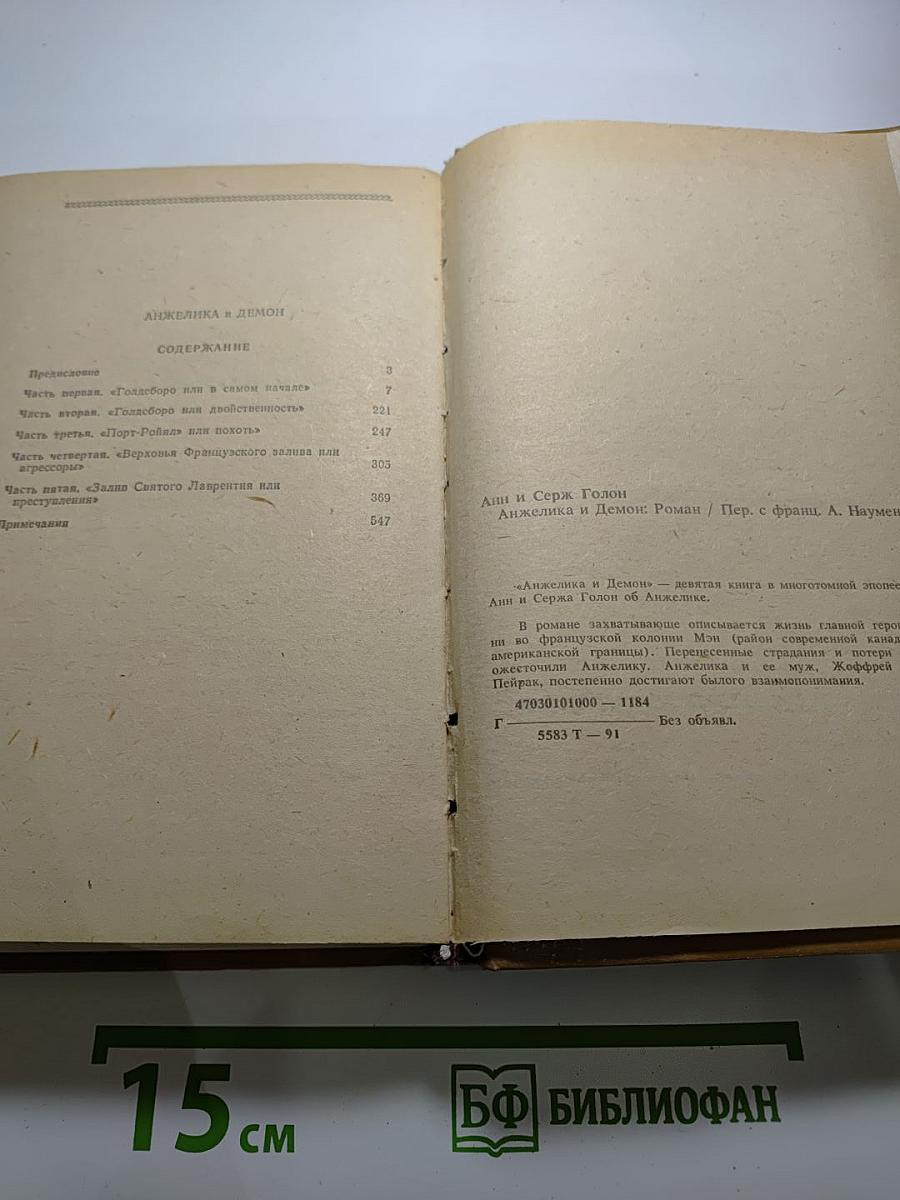 АНЖЕЛИКА и ДЕМОН
СОДЕРЖАНИЕ
Предисловие 3
Часть первая. «Голдсборо или в самом начале» 7
Часть вторая. «Голдсборо или двойственность» 221
Часть третья. «Порт-Ройял» или похоть» 247
Часть четвертая. «Верховья Французского залива или
агрессоры» 305
Часть пятая. «Залив Святого Лаврентия или
преступления» 369
Примечания 547
Анн и Серж Голон
Анжелика и Демон: Роман / Пер. с франц. А. Наумен
«Анжелика и Демон» — девятая книга в многотомной эпопее
Анн и Сержа Голон об Анжелике.
В романе захватывающе описывается жизнь главной герои
ни во французской колонии Мэн (район современной канад
американской границы). Перенесенные страдания и потери
ожесточили Анжелику. Анжелика и ее муж, Жоффрей
Пейрак, постепенно достигают былого взаимопонимания.
47030101000 — 1184
Г ———— Без объявл.
5583 Т — 91
15 см
БФ БИБЛИОФАН